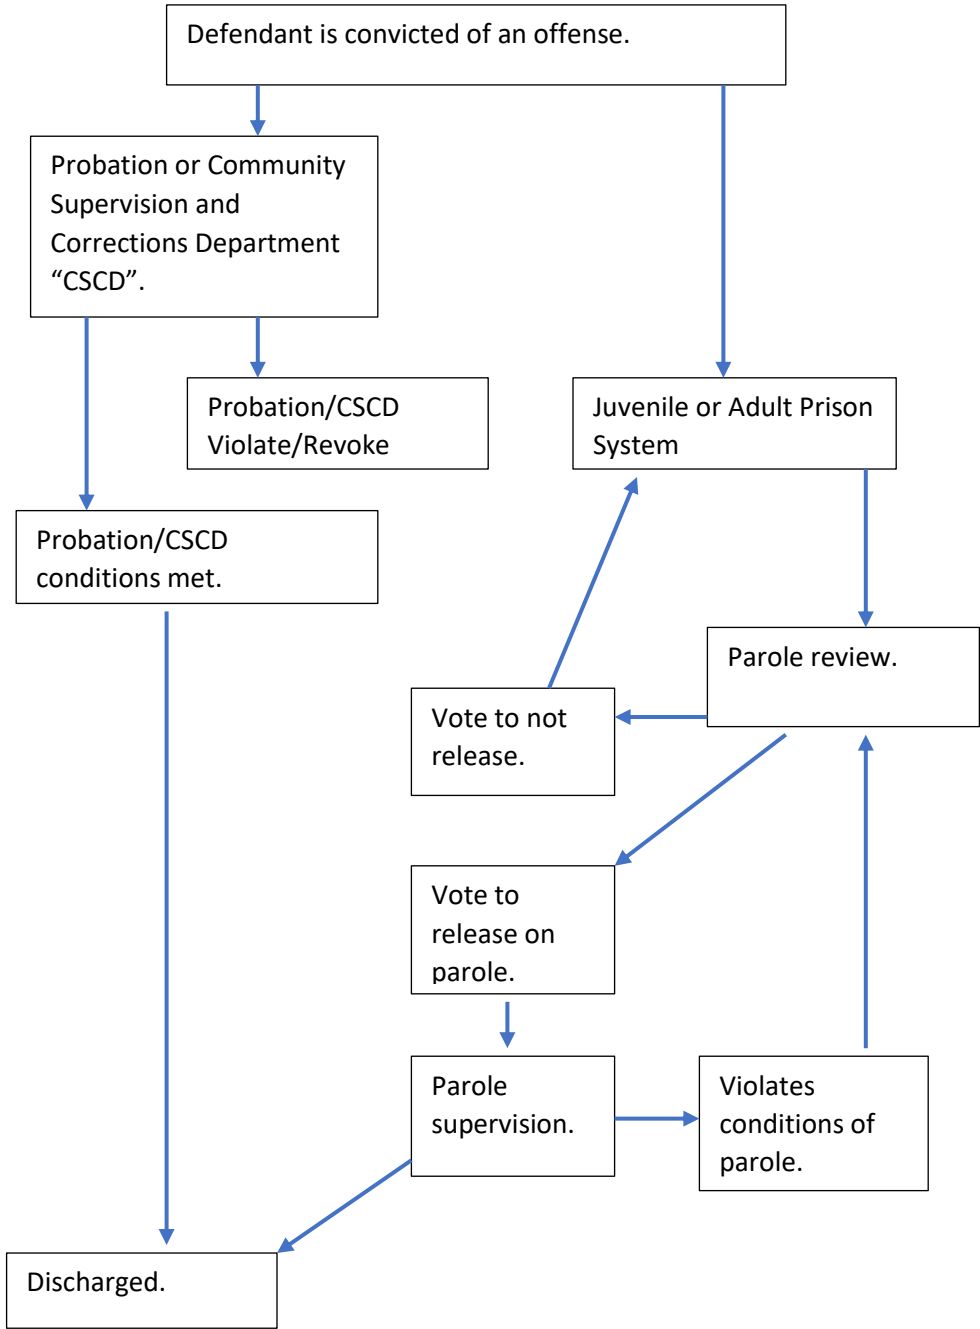 Defendant is convicted of an offense.
Probation or Community
Supervision and
Corrections Department
“CSCD”.
Probation/CSCD
Violate/Revoke
Juvenile or Adult Prison
System
Probation/CSCD
conditions met.
Parole review.
Vote to not
release.
Vote to
release on
parole.
Parole
supervision.
Violates
conditions of
parole.
Discharged.